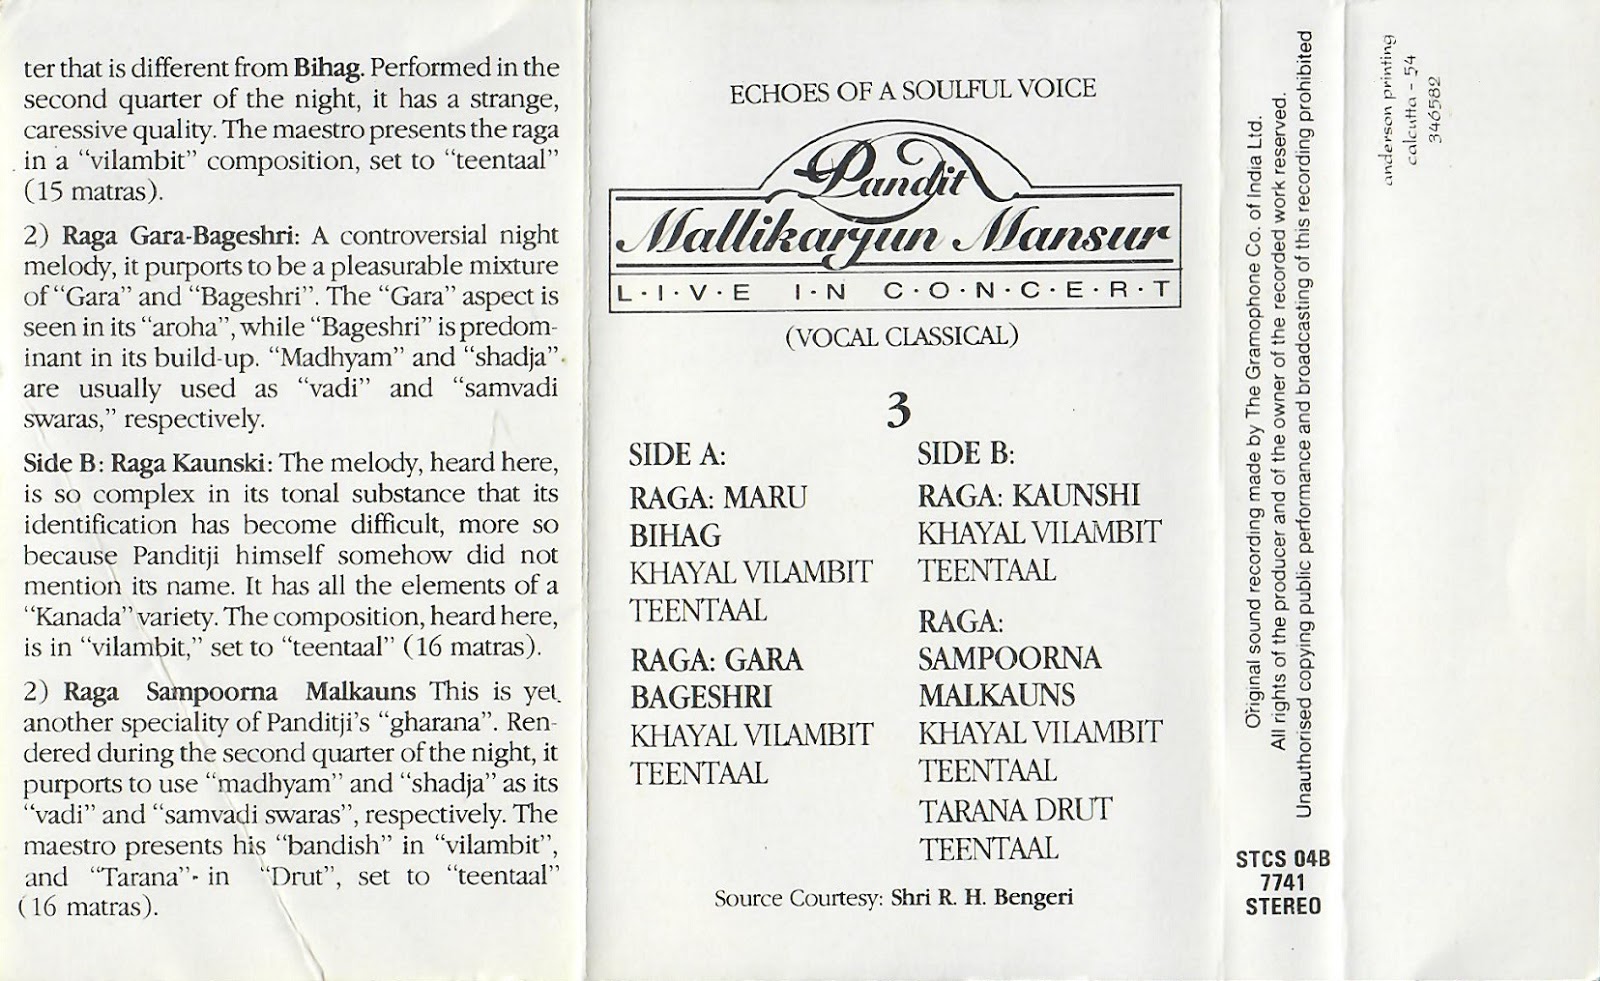 ter that is different from Bihag. Performed in the
second quarter of the night, it has a strange,
caressive quality. The maestro presents the raga
in a “vilambit” composition, set to “teentaal”
(15 matras).
2) Raga Gara-Bageshri: A controversial night
melody, it purports to be a pleasurable mixture
of “Gara” and “Bageshri”. The “Gara” aspect is
seen in its “aroha”, while “Bageshri” is predom-
inant in its build-up. “Madhyam” and “shadja”
are usually used as “vadi” and “samvadi
swaras,” respectively.
Side B: Raga Kaunski: The melody, heard here,
is so complex in its tonal substance that its
identification has become difficult, more so
because Panditji himself somehow did not
mention its name. It has all the elements of a
“Kanada” variety. The composition, heard here,
is in “vilambit,” set to “teentaal” (16 matras).
2) Raga Sampoorna Malkauns This is yet
another speciality of Panditji’s “gharana”. Ren-
dered during the second quarter of the night, it
purports to use “madhyam” and “shadja” as its
“vadi” and “samvadi swaras”, respectively. The
maestro presents his “bandish” in “vilambit”,
and “Tarana” in “Drut”, set to “teentaal”
(16 matras).
ECHOES OF A SOULFUL VOICE
Pandit
Mallikarjun Mansur
L·I·V·E I·N C·O·N·C·E·R·T
(VOCAL CLASSICAL)
3
SIDE A:
RAGA: MARU
BIHAG
KHAYAL VILAMBIT
TEENTAAL
RAGA: GARA
BAGESHRI
KHAYAL VILAMBIT
TEENTAAL
SIDE B:
RAGA: KAUNSHI
KHAYAL VILAMBIT
TEENTAAL
RAGA:
SAMPOORNA
MALKAUNS
KHAYAL VILAMBIT
TEENTAAL
TARANA DRUT
TEENTAAL
Source Courtesy: Shri R. H. Bengeri
Original sound recording made by The Gramophone Co. of India Ltd.
All rights of the producer and of the owner of the recorded work reserved.
Unauthorised copying public performance and broadcasting of this recording prohibited
STCS 04B
7741
STEREO
anderson printing
calcutta - 54
346582